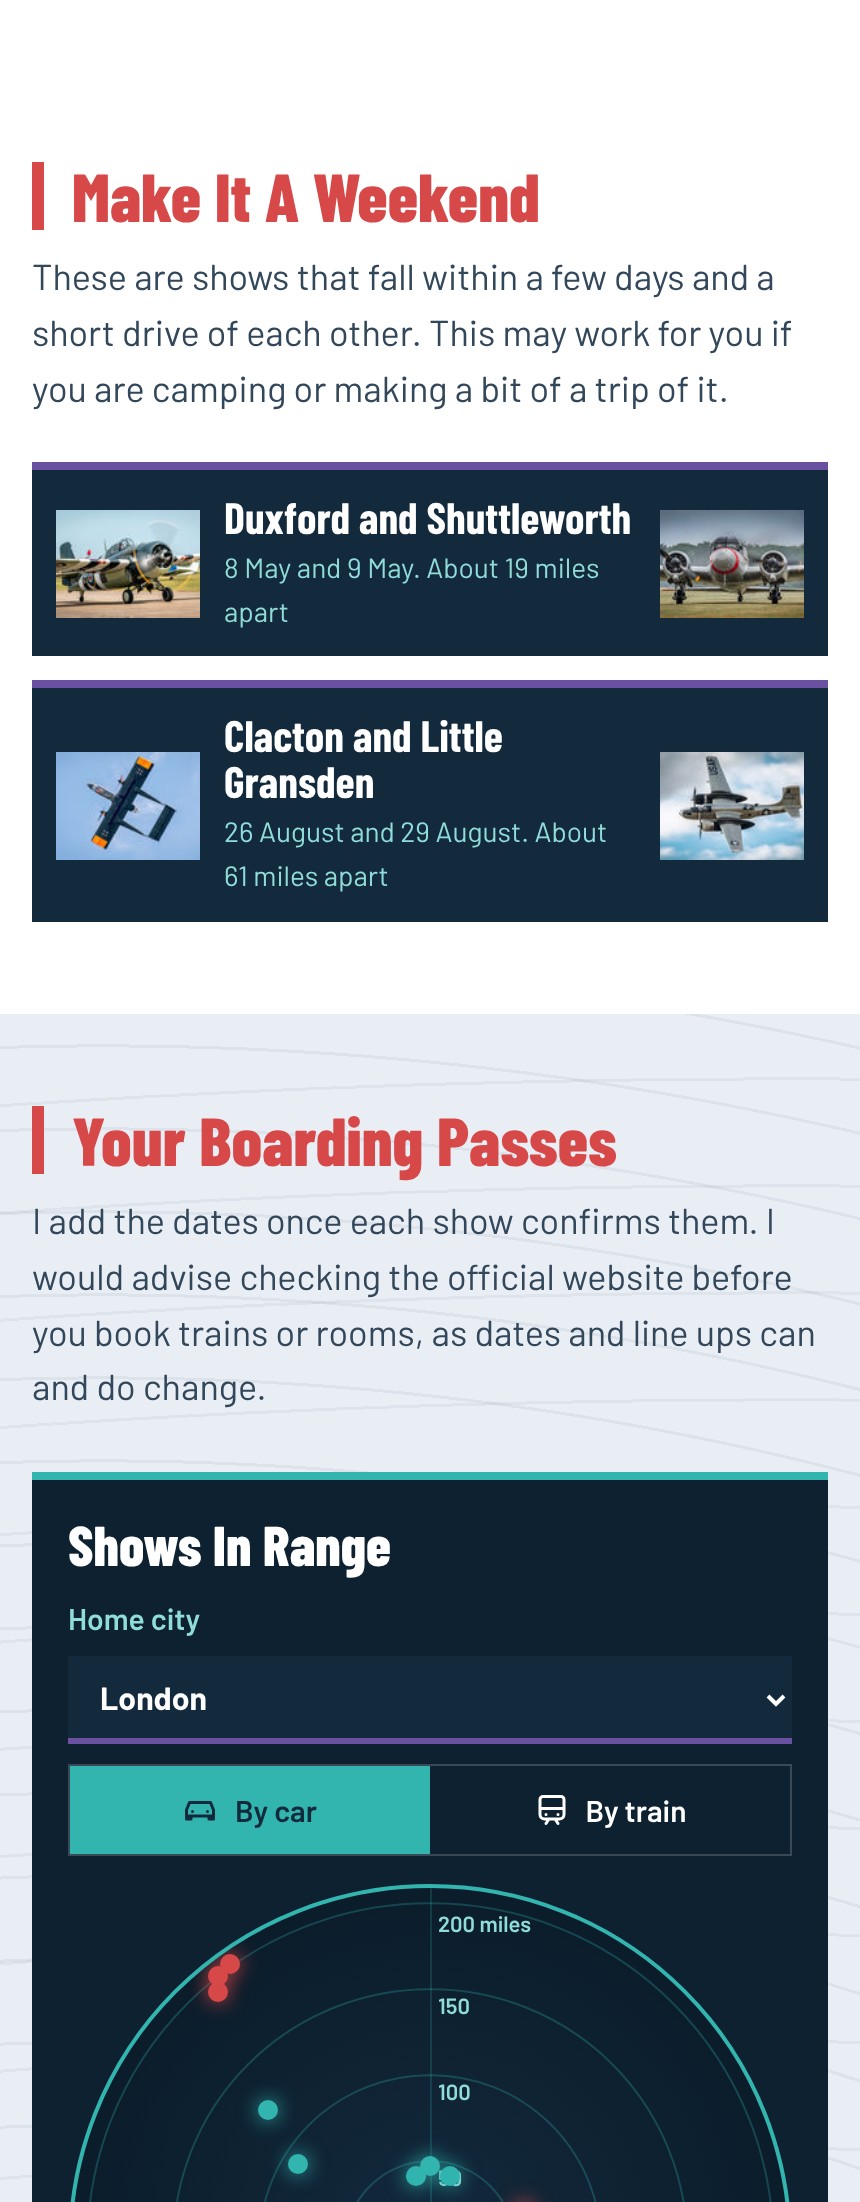 Make It A Weekend
These are shows that fall within a few days and a
short drive of each other. This may work for you if
you are camping or making a bit of a trip of it.
Duxford and Shuttleworth
8 May and 9 May. About 19 miles
apart
Clacton and Little
Gransden
26 August and 29 August. About
61 miles apart
Your Boarding Passes
I add the dates once each show confirms them. I
would advise checking the official website before
you book trains or rooms, as dates and line ups can
and do change.
Shows In Range
Home city
London
By car
By train
200 miles
150
100